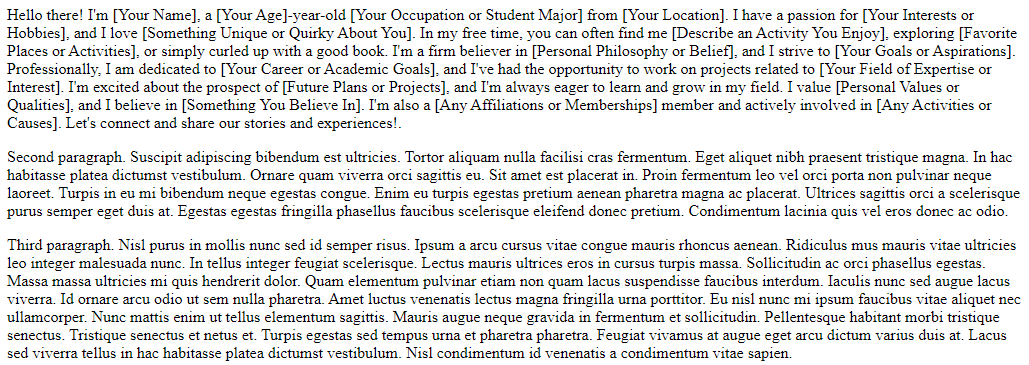 Hello there! I'm [Your Name], a [Your Age]-year-old [Your Occupation or Student Major] from [Your Location]. I have a passion for [Your Interests or
Hobbies], and I love [Something Unique or Quirky About You]. In my free time, you can often find me [Describe an Activity You Enjoy], exploring [Favorite
Places or Activities], or simply curled up with a good book. I'm a firm believer in [Personal Philosophy or Belief], and I strive to [Your Goals or Aspirations].
Professionally, I am dedicated to [Your Career or Academic Goals], and I've had the opportunity to work on projects related to [Your Field of Expertise or
Interest]. I'm excited about the prospect of [Future Plans or Projects], and I'm always eager to learn and grow in my field. I value [Personal Values or
Qualities], and I believe in [Something You Believe In]. I'm also a [Any Affiliations or Memberships] member and actively involved in [Any Activities or
Causes]. Let's connect and share our stories and experiences!.
Second paragraph. Suscipit adipiscing bibendum est ultricies. Tortor aliquam nulla facilisi cras fermentum. Eget aliquet nibh praesent tristique magna. In hac
habitasse platea dictumst vestibulum. Ornare quam viverra orci sagittis eu. Sit amet est placerat in. Proin fermentum leo vel orci porta non pulvinar neque
laoreet. Turpis in eu mi bibendum neque egestas congue. Enim eu turpis egestas pretium aenean pharetra magna ac placerat. Ultrices sagittis orci a scelerisque
purus semper eget duis at. Egestas egestas fringilla phasellus faucibus scelerisque eleifend donec pretium. Condimentum lacinia quis vel eros donec ac odio.
Third paragraph. Nisl purus in mollis nunc sed id semper risus. Ipsum a arcu cursus vitae congue mauris rhoncus aenean. Ridiculus mus mauris vitae ultricies
leo integer malesuada nunc. In tellus integer feugiat scelerisque. Lectus mauris ultrices eros in cursus turpis massa. Sollicitudin ac orci phasellus egestas.
Massa massa ultricies mi quis hendrerit dolor. Quam elementum pulvinar etiam non quam lacus suspendisse faucibus interdum. Iaculis nunc sed augue lacus
viverra. Id ornare arcu odio ut sem nulla pharetra. Amet luctus venenatis lectus magna fringilla urna porttitor. Eu nisl nunc mi ipsum faucibus vitae aliquet nec
ullamcorper. Nunc mattis enim ut tellus elementum sagittis. Mauris augue neque gravida in fermentum et sollicitudin. Pellentesque habitant morbi tristique
senectus. Tristique senectus et netus et. Turpis egestas sed tempus urna et pharetra pharetra. Feugiat vivamus at augue eget arcu dictum varius duis at. Lacus
sed viverra tellus in hac habitasse platea dictumst vestibulum. Nisl condimentum id venenatis a condimentum vitae sapien.